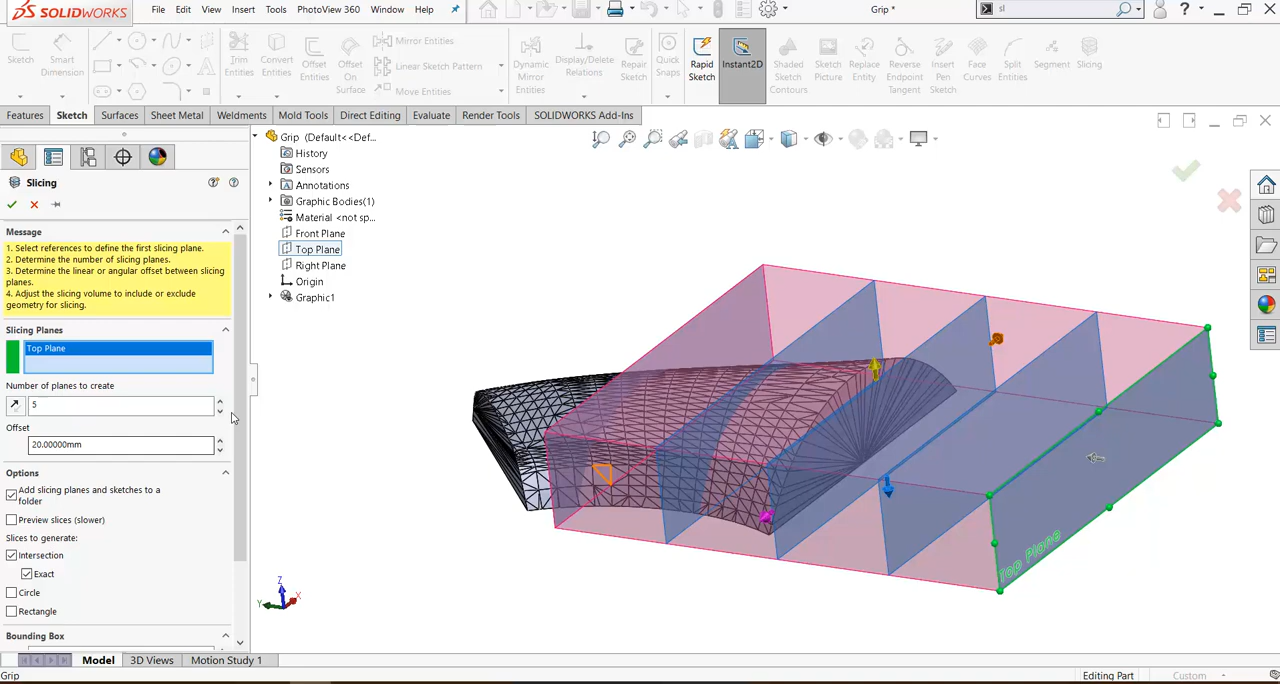 SOLIDWORKS
File Edit View Insert Tools PhotoView 360 Window Help
Grip *
sl
Sketch
Smart Dimension
Trim Entities
Convert Entities
Offset Entities
Offset On Surface
Mirror Entities
Linear Sketch Pattern
Move Entities
Dynamic Mirror Entities
Display/Delete Relations
Repair Sketch
Quick Snaps
Rapid Sketch
Instant2D
Shaded Sketch Contours
Sketch Picture
Replace Entity
Reverse Endpoint Tangent
Insert Pen Sketch
Face Curves
Split Entities
Segment
Slicing
Features Sketch Surfaces Sheet Metal Weldments Mold Tools Direct Editing Evaluate Render Tools SOLIDWORKS Add-Ins
Slicing
Message
1. Select references to define the first slicing plane.
2. Determine the number of slicing planes.
3. Determine the linear or angular offset between slicing
planes.
4. Adjust the slicing volume to include or exclude
geometry for slicing.
Slicing Planes
Top Plane
Number of planes to create
5
Offset
20.00000mm
Options
Add slicing planes and sketches to a
folder
Preview slices (slower)
Slices to generate:
Intersection
Exact
Circle
Rectangle
Bounding Box
Grip (Default<<Def...
History
Sensors
Annotations
Graphic Bodies(1)
Material <not sp...
Front Plane
Top Plane
Right Plane
Origin
Graphic1
Top Plane
Z
Y
X
Model 3D Views Motion Study 1
Grip
Editing Part
Custom